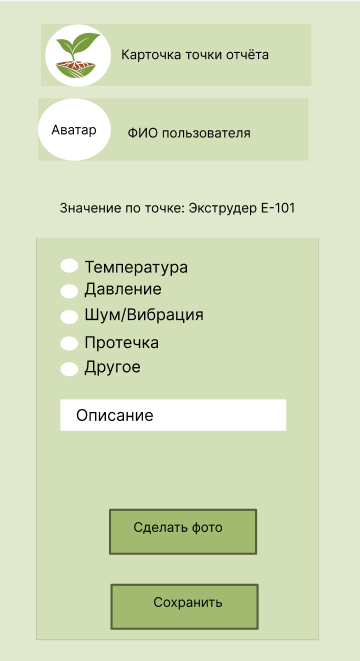 Карточка точки отчёта
Аватар
ФИО пользователя
Значение по точке: Экструдер Е-101
Температура
Давление
Шум/Вибрация
Протечка
Другое
Описание
Сделать фото
Сохранить